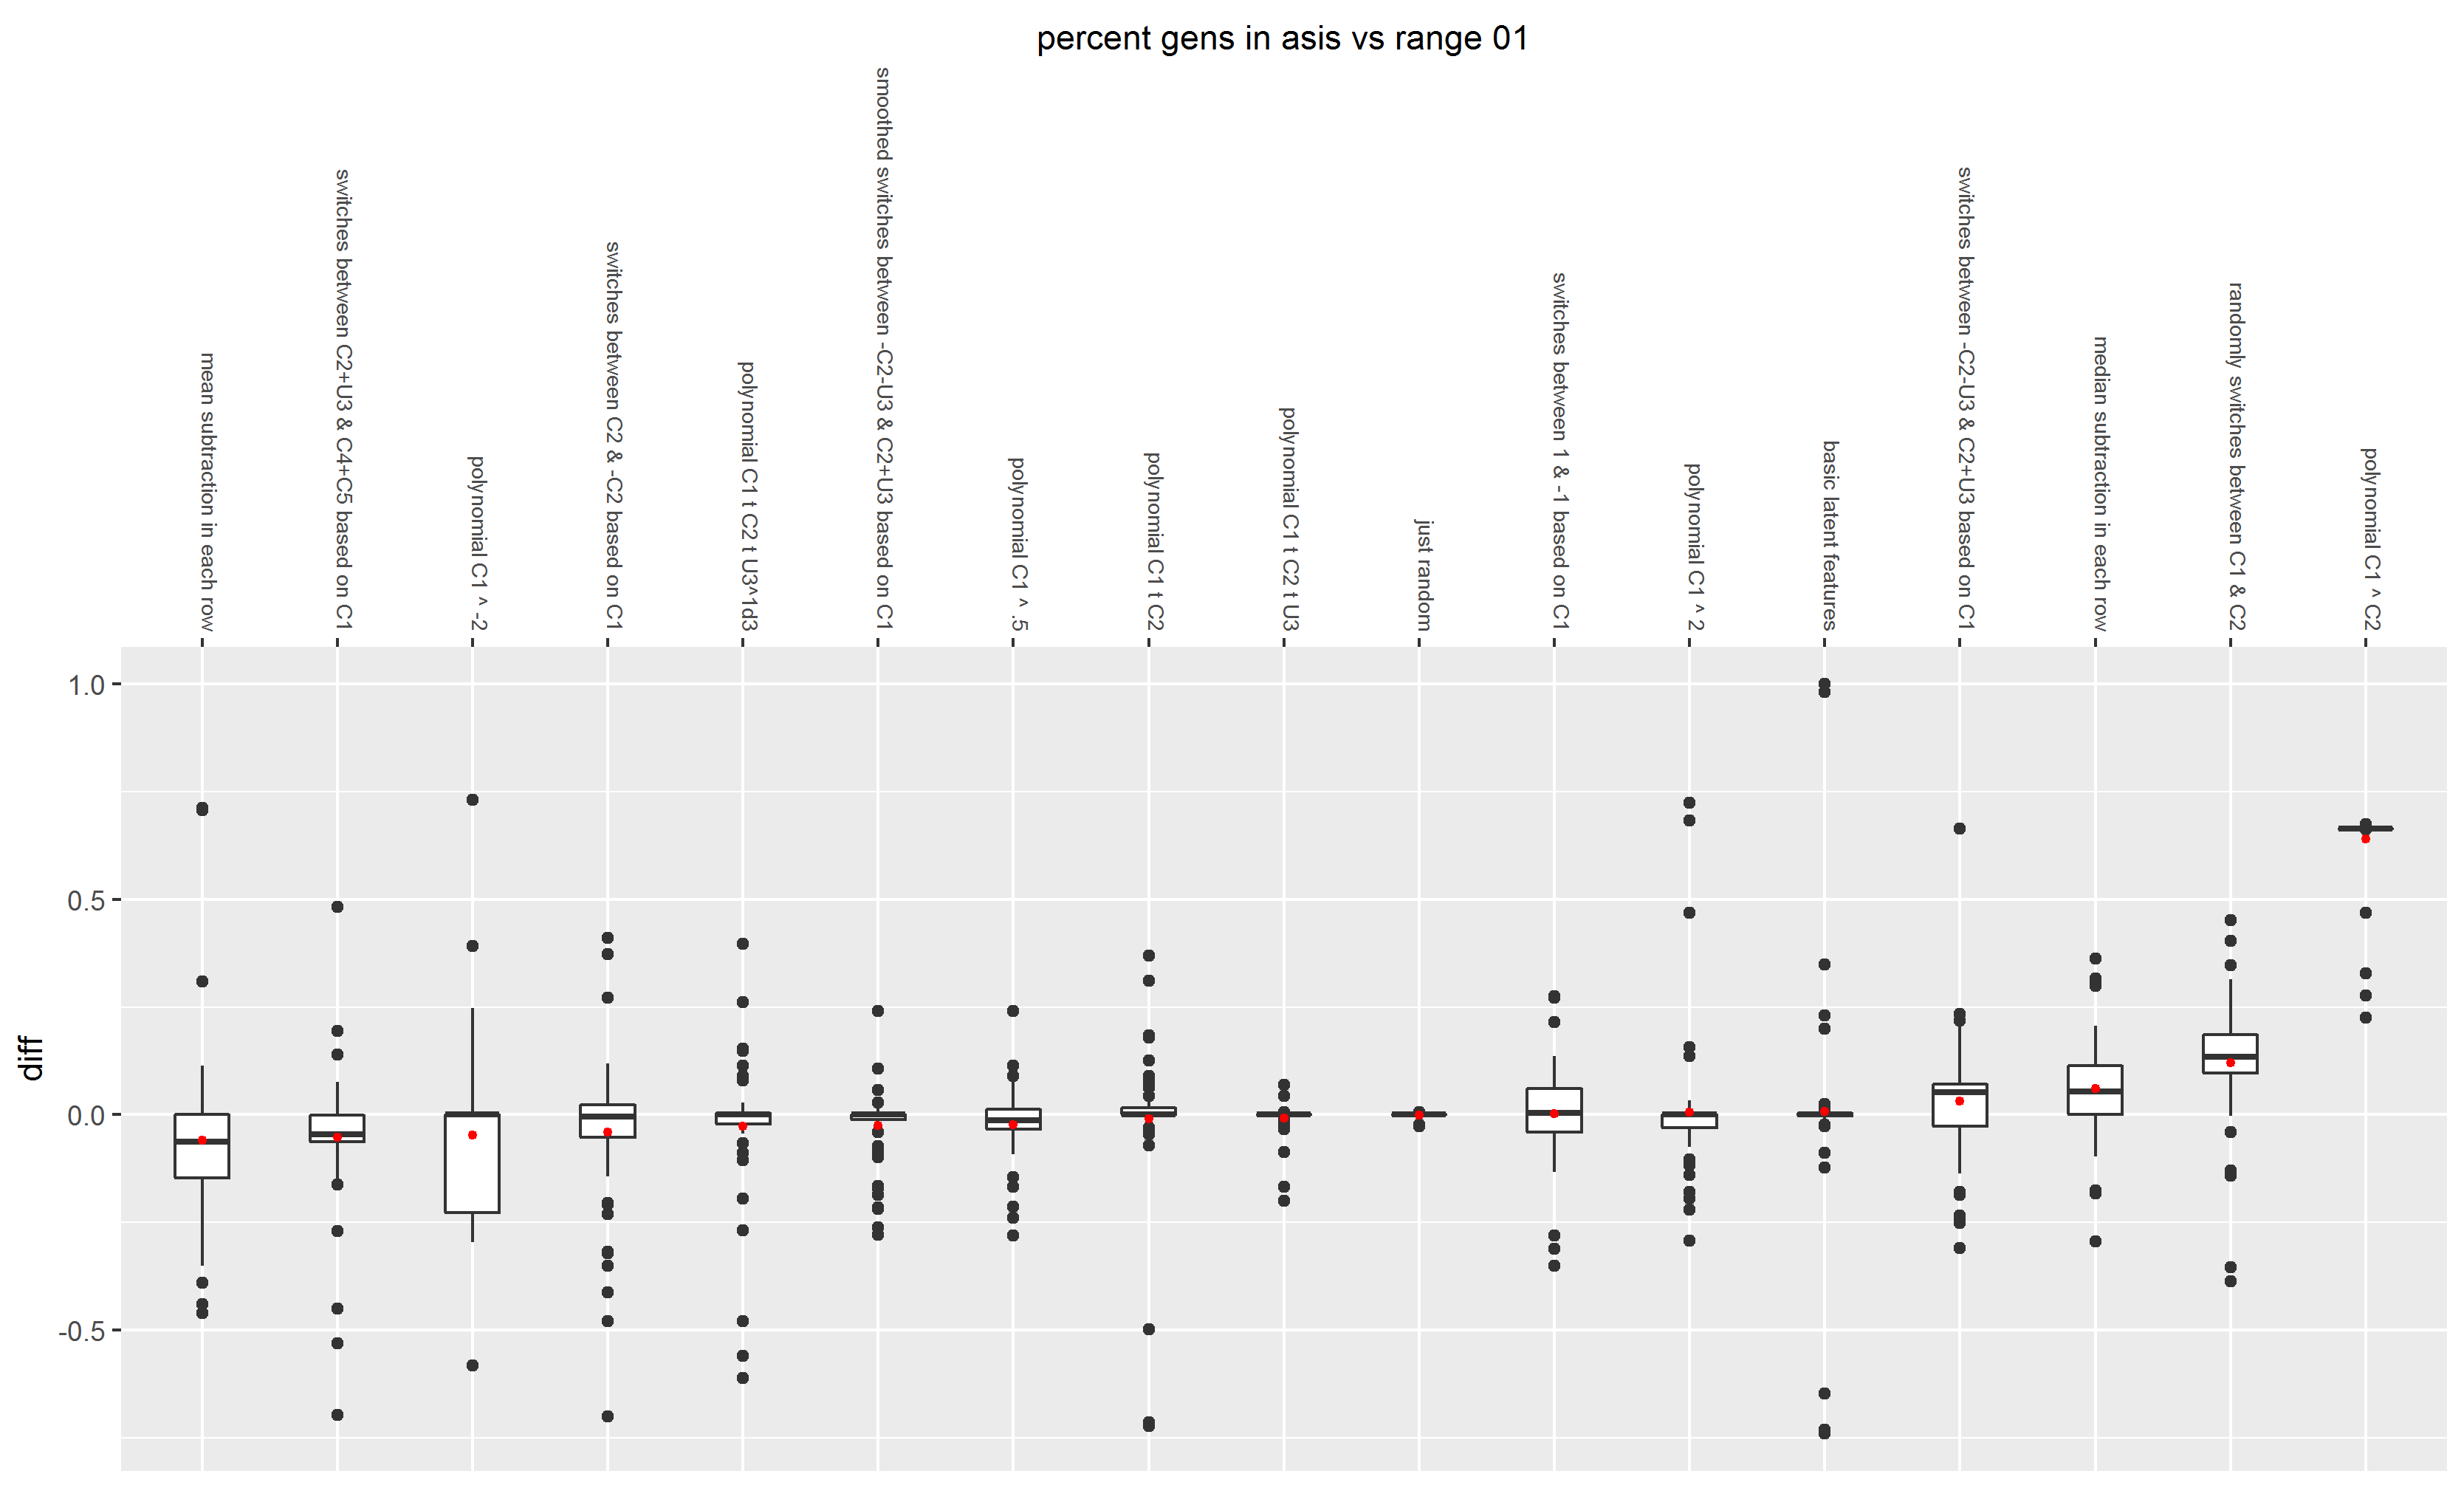 percent gens in asis vs range 01
mean subtraction in each row
switches between C2+U3 & C4+C5 based on C1
polynomial C1 ^ -2
switches between C2 & -C2 based on C1
polynomial C1 t C2 t U3^1d3
smoothed switches between -C2-U3 & C2+U3 based on C1
polynomial C1 ^ .5
polynomial C1 t C2
polynomial C1 t C2 t U3
just random
switches between 1 & -1 based on C1
polynomial C1 ^ 2
basic latent features
switches between -C2-U3 & C2+U3 based on C1
median subtraction in each row
randomly switches between C1 & C2
polynomial C1 ^ C2
1.0
0.5
0.0
-0.5
diff